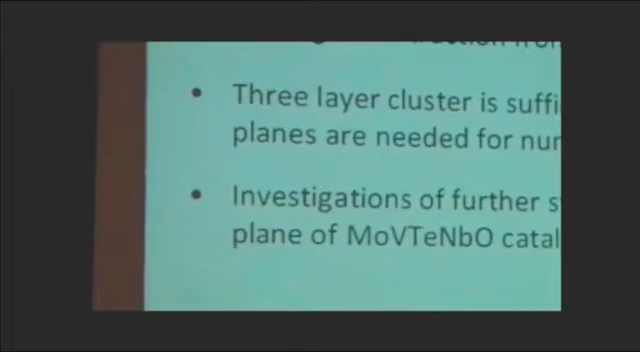 Three layer cluster is suffi
planes are needed for nur
Investigations of further s
plane of MoVTeNbO catal